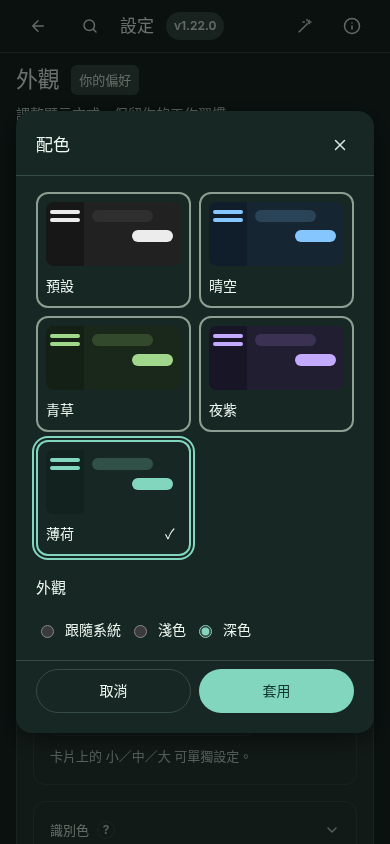 設定 v1.22.0
外觀 你的偏好
配色
預設
晴空
青草
夜紫
薄荷
外觀
跟隨系統 淺色 深色
取消 套用
卡片上的 小／中／大 可單獨設定。
識別色 ?